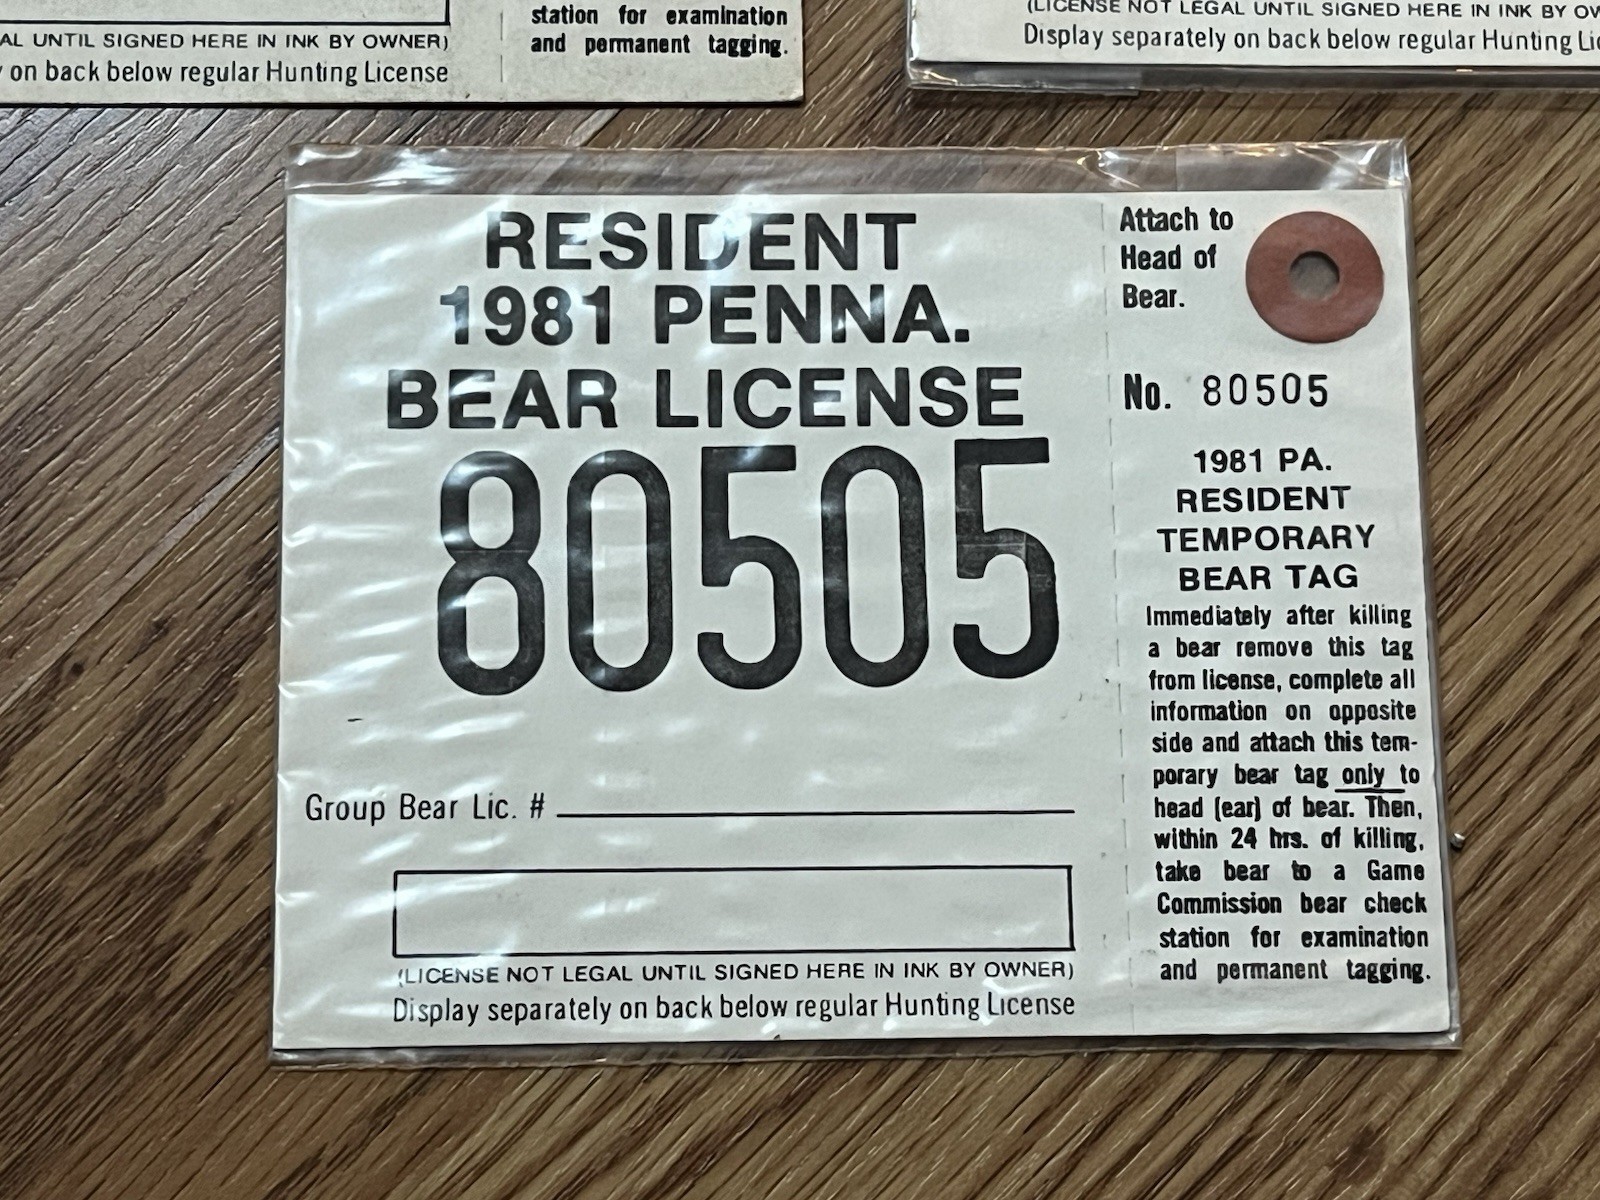 station for examination
and permanent tagging.
AL UNTIL SIGNED HERE IN INK BY OWNER)
on back below regular Hunting License
(LICENSE NOT LEGAL UNTIL SIGNED HERE IN INK BY OW
Display separately on back below regular Hunting Lic
RESIDENT
1981 PENNA.
BEAR LICENSE
80505
Group Bear Lic. #
(LICENSE NOT LEGAL UNTIL SIGNED HERE IN INK BY OWNER)
Display separately on back below regular Hunting License
Attach to
Head of
Bear.
No. 80505
1981 PA.
RESIDENT
TEMPORARY
BEAR TAG
Immediately after killing
a bear remove this tag
from license, complete all
information on opposite
side and attach this tem-
porary bear tag only to
head (ear) of bear. Then,
within 24 hrs. of killing,
take bear to a Game
Commission bear check
station for examination
and permanent tagging.